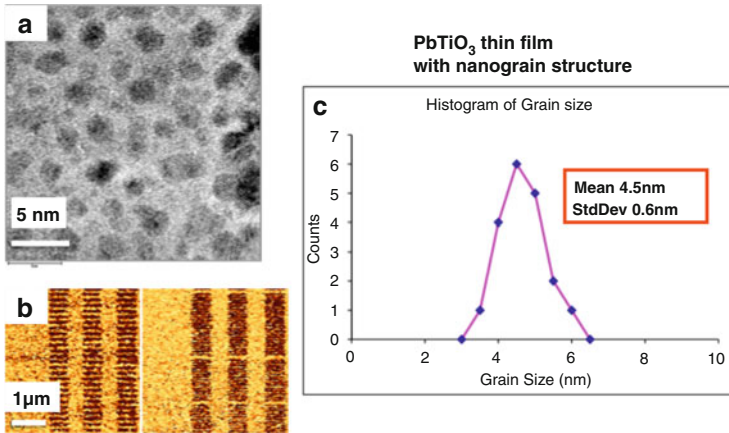 a
5 nm
b
1µm
PbTiO₃ thin film
with nanograin structure
c
Histogram of Grain size
Mean 4.5nm
StdDev 0.6nm
Counts
7
6
5
4
3
2
1
0
0 2 4 6 8 10
Grain Size (nm)